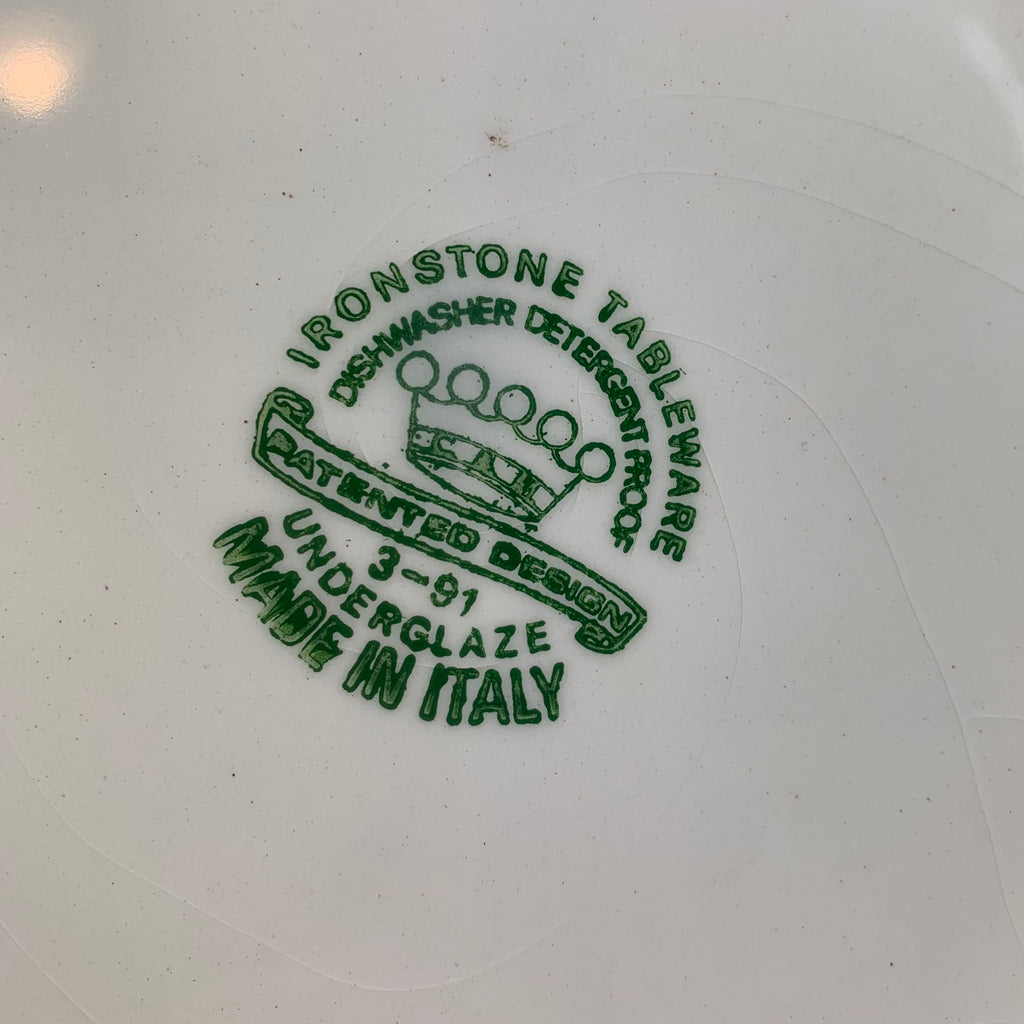 IRONSTONE TABLEWARE
DISHWASHER DETERGENT PROOF
PATENTED DESIGN
3-91
UNDERGLAZE
MADE IN ITALY